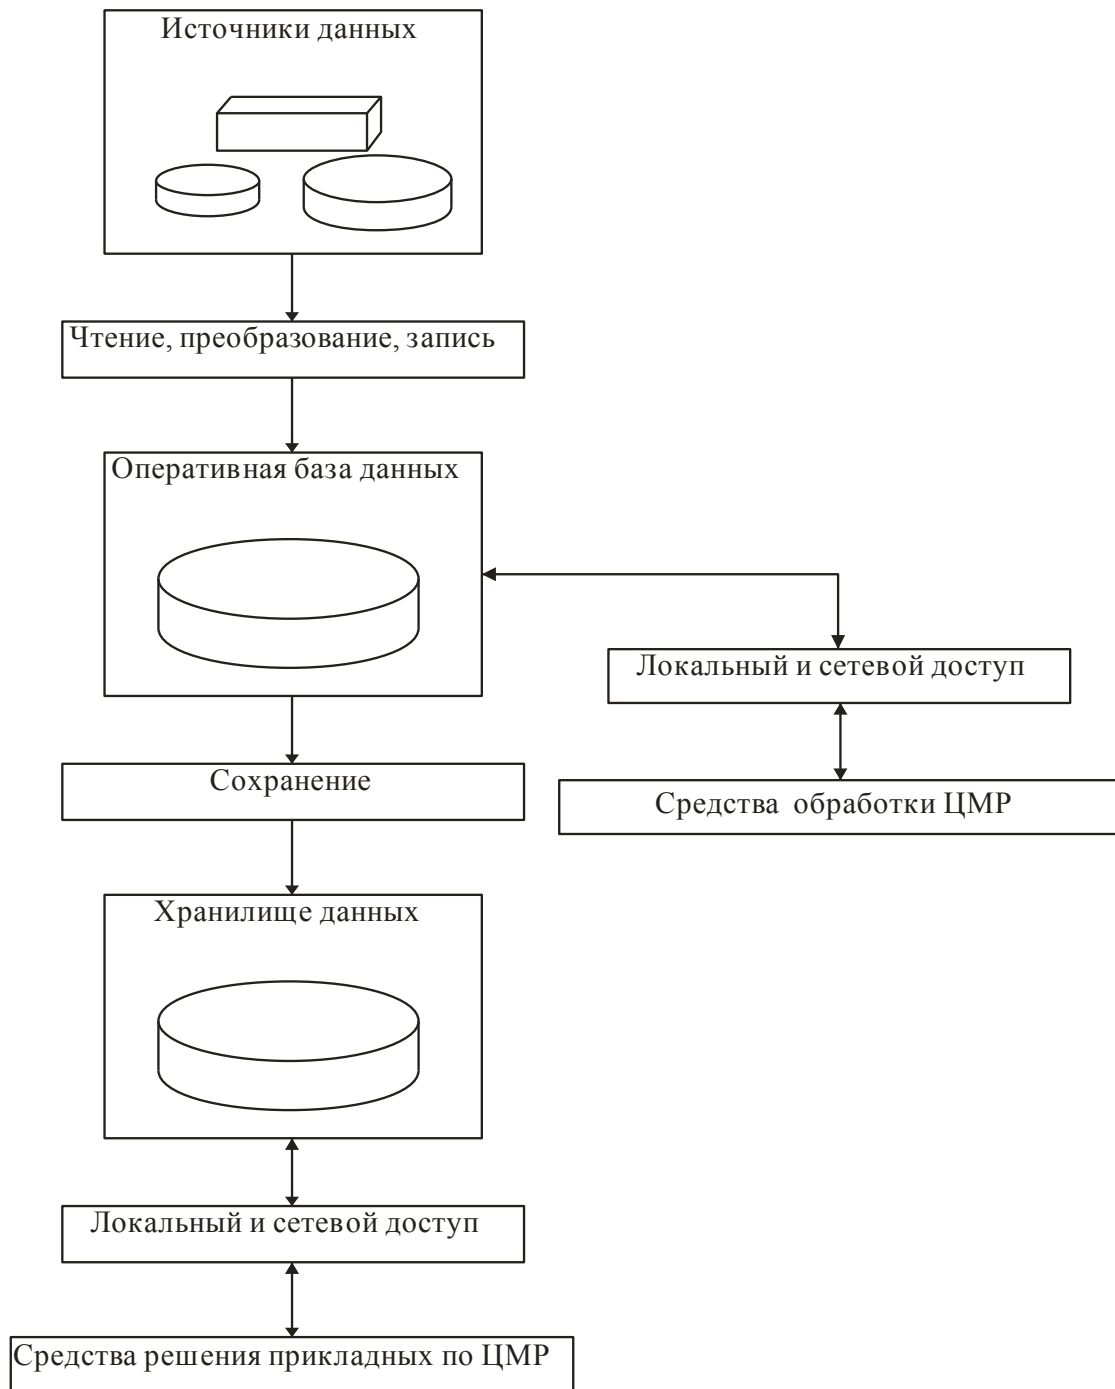 Источники данных
Чтение, преобразование, запись
Оперативная база данных
Локальный и сетевой доступ
Сохранение
Средства обработки ЦМР
Хранилище данных
Локальный и сетевой доступ
Средства решения прикладных по ЦМР